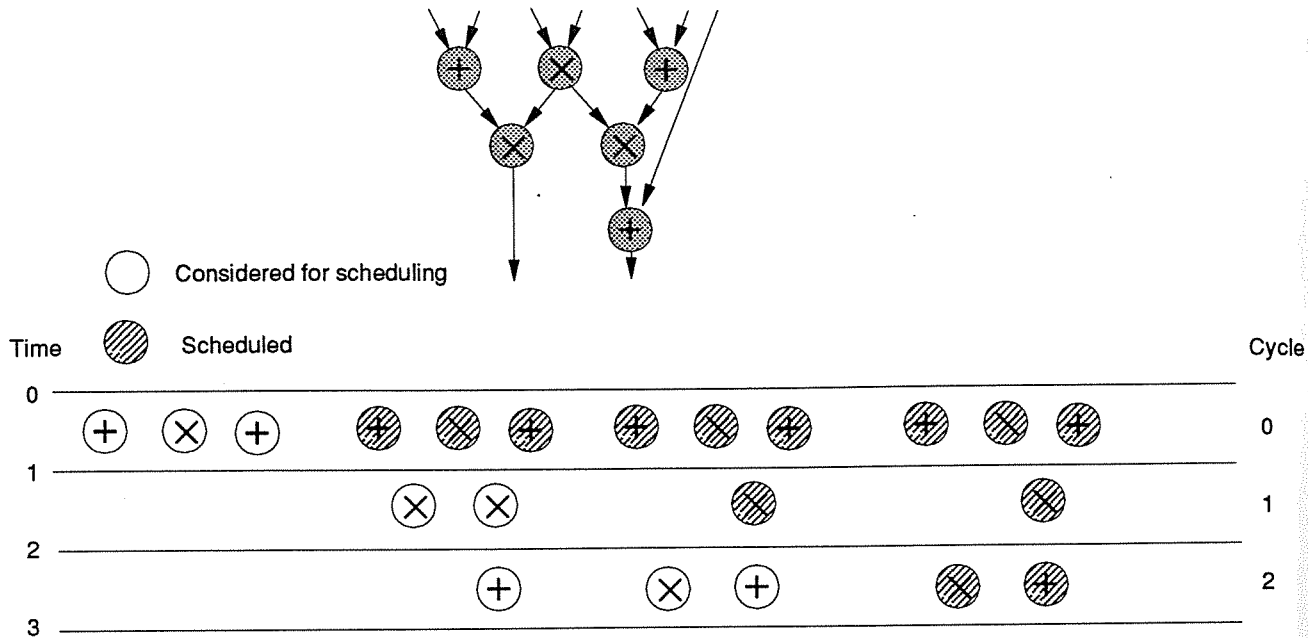 + × +
× ×
+
Considered for scheduling
Scheduled
Time Cycle
0
+ × + + + + + + + 0
1
× × 1
2
+ × + + 2
3